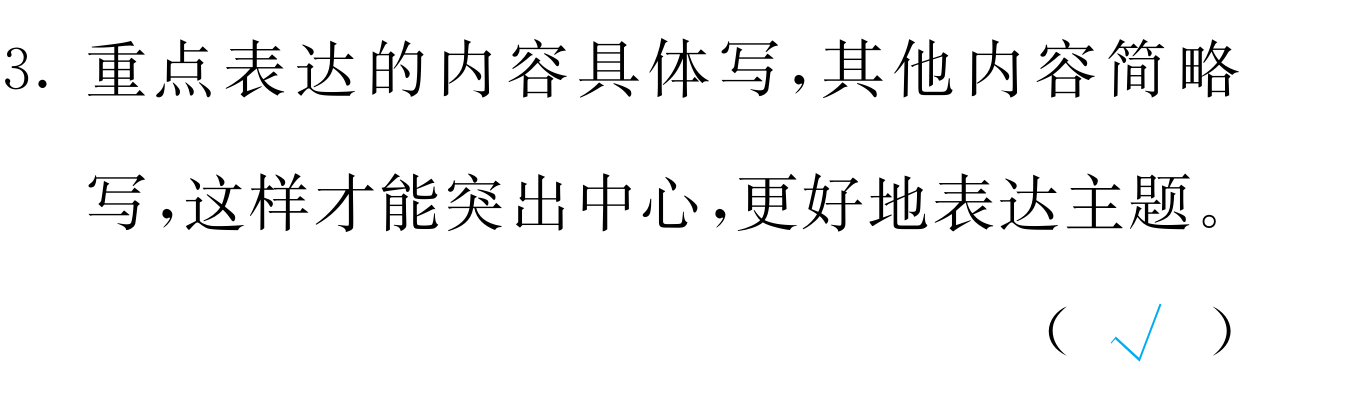 3. 重点表达的内容具体写,其他内容简略
写,这样才能突出中心,更好地表达主题。
( √ )